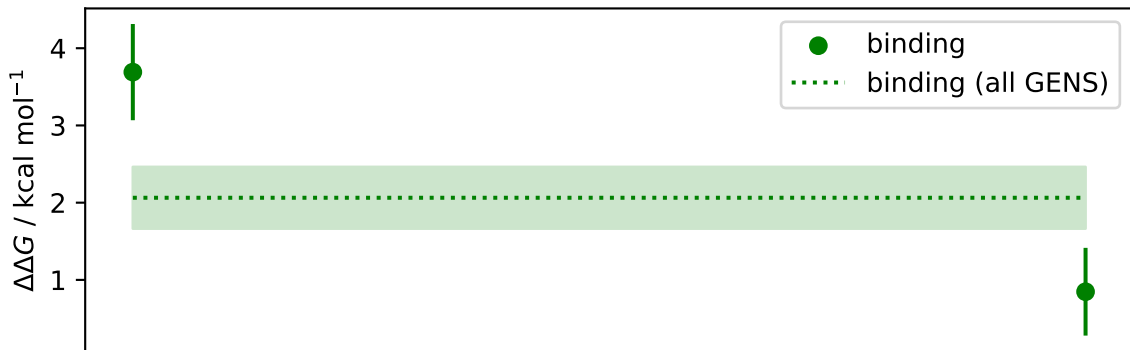 ΔΔG / kcal mol⁻¹
4
3
2
1
binding
binding (all GENS)